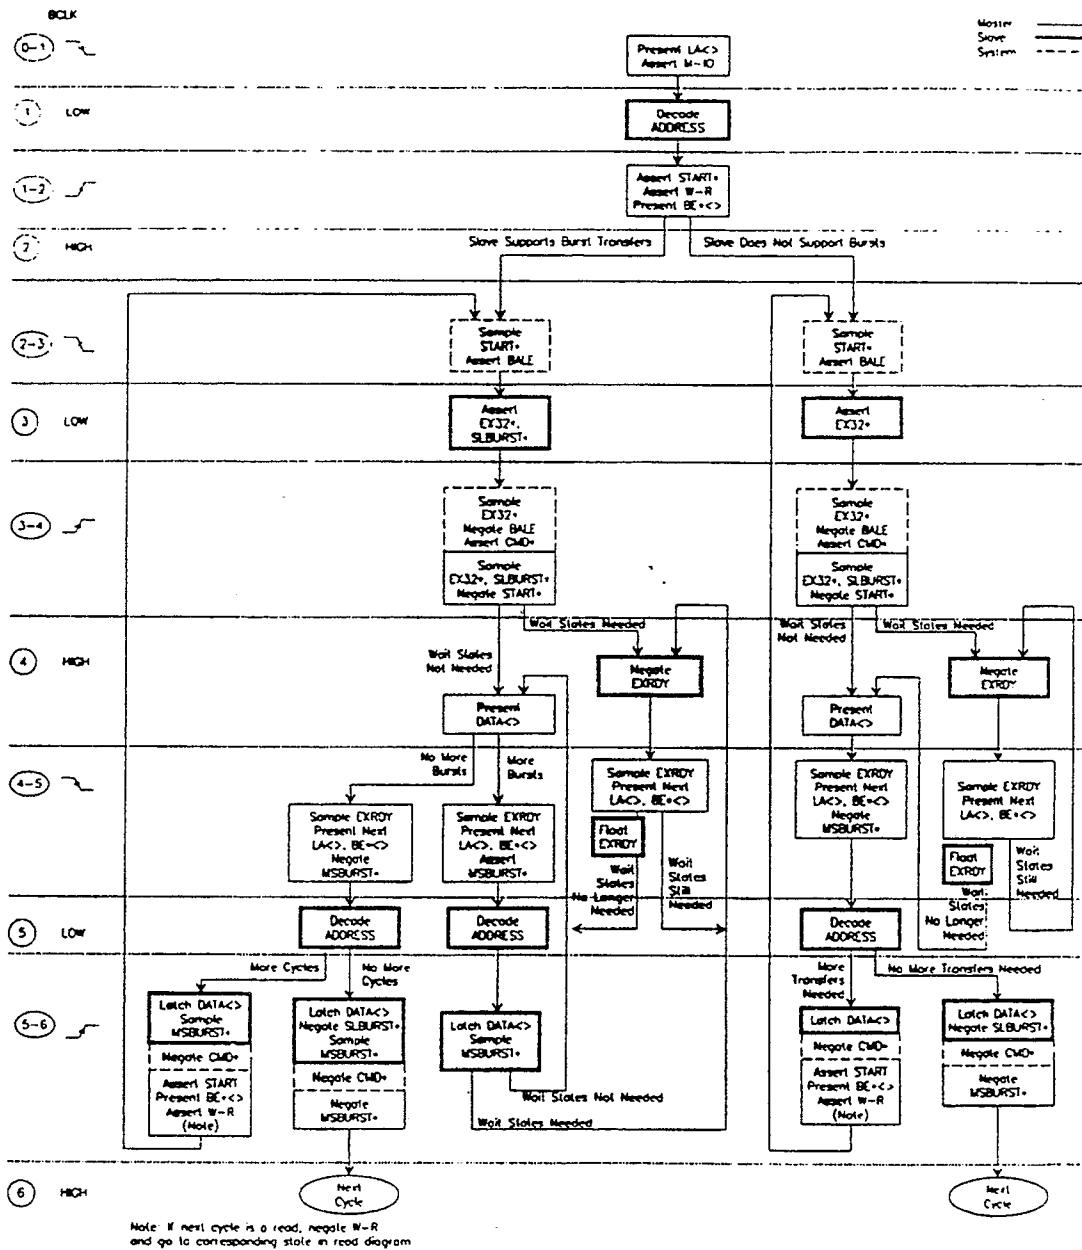 BCLK
Master
Slave
System
0-1
Present LA<>
Assert M-IO
1
LOW
Decode
ADDRESS
1-2
Assert START*
Assert W-R
Present BE*<>
2
HIGH
Slave Supports Burst Transfers
Slave Does Not Support Bursts
2-3
Sample
START*
Assert BALE
Sample
START*
Assert BALE
3
LOW
Assert
EX32*,
SLBURST*
Assert
EX32*
3-4
Sample
EX32*
Negate BALE
Assert CMD*
Sample
EX32*, SLBURST*
Negate START*
Sample
EX32*
Negate BALE
Assert CMD*
Sample
EX32*, SLBURST*
Negate START*
Wait States Needed
Wait States
Not Needed
Wait States Needed
4
HIGH
Wait States
Not Needed
Negate
EXRDY
Negate
EXRDY
Present
DATA<>
Present
DATA<>
No More
Bursts
More
Bursts
4-5
Sample EXRDY
Present Next
LA<>, BE*<>
Negate
MSBURST*
Sample EXRDY
Present Next
LA<>, BE*<>
Assert
MSBURST*
Sample EXRDY
Present Next
LA<>, BE*<>
Float
EXRDY
Wait
States
No Longer
Needed
Wait
States
Still
Needed
Sample EXRDY
Present Next
LA<>, BE*<>
Negate
MSBURST*
Sample EXRDY
Present Next
LA<>, BE*<>
Float
EXRDY
Wait
States
No Longer
Needed
Wait
States
Still
Needed
5
LOW
Decode
ADDRESS
Decode
ADDRESS
Decode
ADDRESS
More Cycles
No More
Cycles
More
Transfers
Needed
No More Transfers Needed
5-6
Latch DATA<>
Sample
MSBURST*
Negate CMD*
Assert START
Present BE*<>
Assert W-R
(Note)
Latch DATA<>
Negate SLBURST*
Sample
MSBURST*
Negate CMD*
Negate
MSBURST*
Latch DATA<>
Sample
MSBURST*
Wait States Not Needed
Wait States Needed
Latch DATA<>
Negate CMD*
Assert START
Present BE*<>
Assert W-R
(Note)
Latch DATA<>
Negate SLBURST*
Negate CMD*
Negate
MSBURST*
6
HIGH
Next
Cycle
Next
Cycle
Note: If next cycle is a read, negate W-R
and go to corresponding state in read diagram